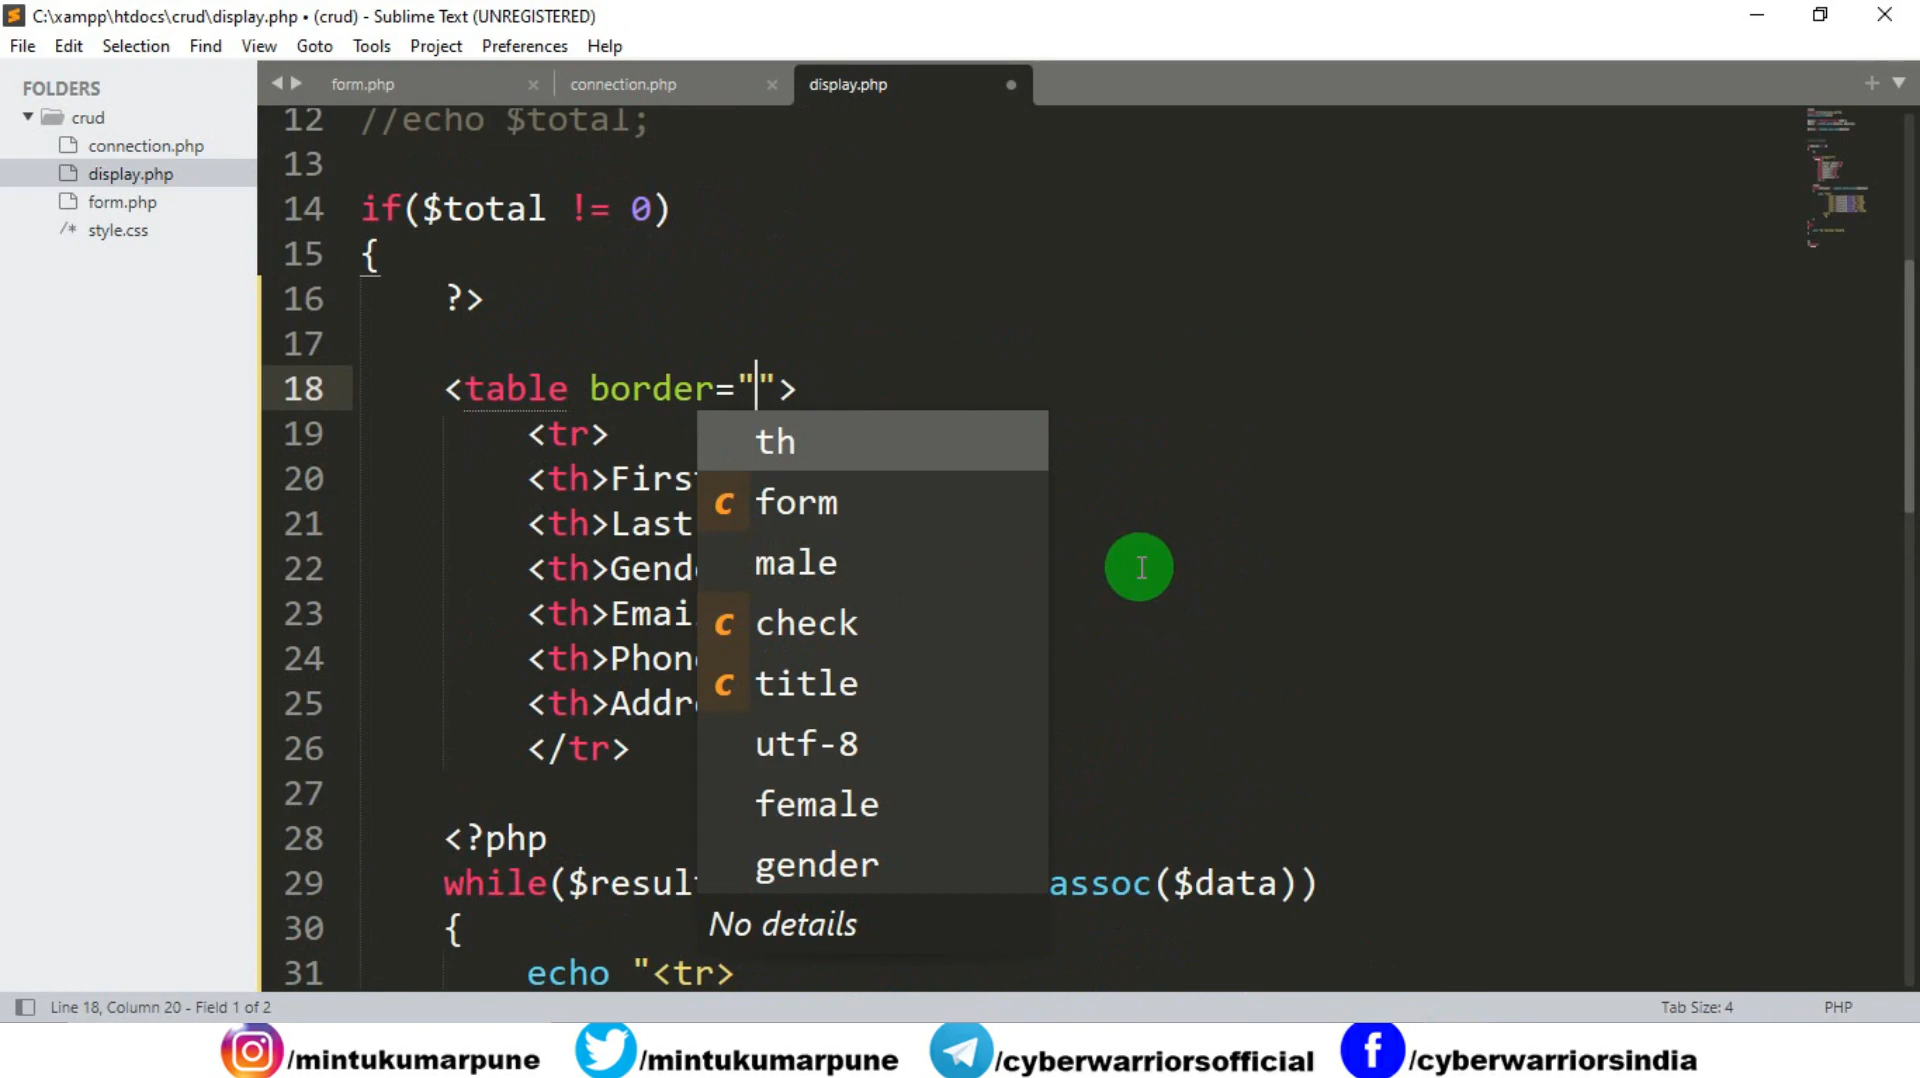 C:\xampp\htdocs\crud\display.php • (crud) - Sublime Text (UNREGISTERED)
File Edit Selection Find View Goto Tools Project Preferences Help
FOLDERS
crud
connection.php
display.php
form.php
/* style.css
form.php × connection.php × display.php
12 //echo $total;
13
14 if($total != 0)
15 {
16 ?>
17
18 <table border="">
19 <tr>
20 <th>Firs
21 <th>Last
22 <th>Gend
23 <th>Emai
24 <th>Phon
25 <th>Addr
26 </tr>
27
28 <?php
29 while($resul assoc($data))
30 {
31 echo "<tr>
th
c form
male
c check
c title
utf-8
female
gender
No details
Line 18, Column 20 - Field 1 of 2
Tab Size: 4
PHP
/mintukumarpune /mintukumarpune /cyberwarriorsofficial /cyberwarriorsindia